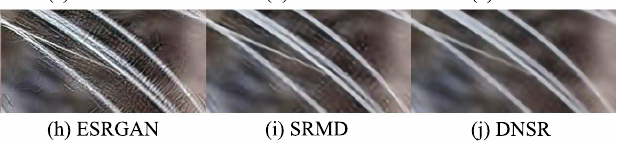 (h) ESRGAN
(i) SRMD
(j) DNSR